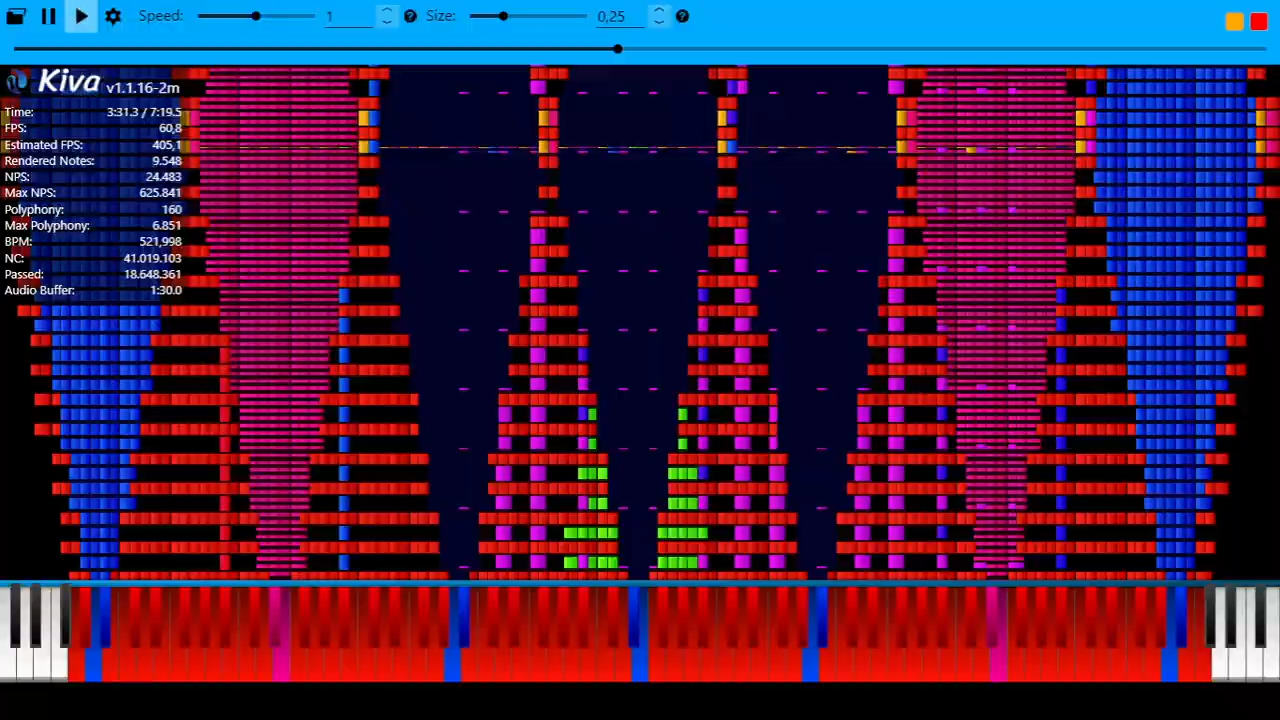 Speed: 1 ? Size: 0,25 ?
Kiva v1.1.16-2m
Time: 3:31.3 / 7:19.5
FPS: 60,8
Estimated FPS: 405,1
Rendered Notes: 9.548
NPS: 24.483
Max NPS: 625.841
Polyphony: 160
Max Polyphony: 6.851
BPM: 521,998
NC: 41.019.103
Passed: 18.648.361
Audio Buffer: 1:30.0